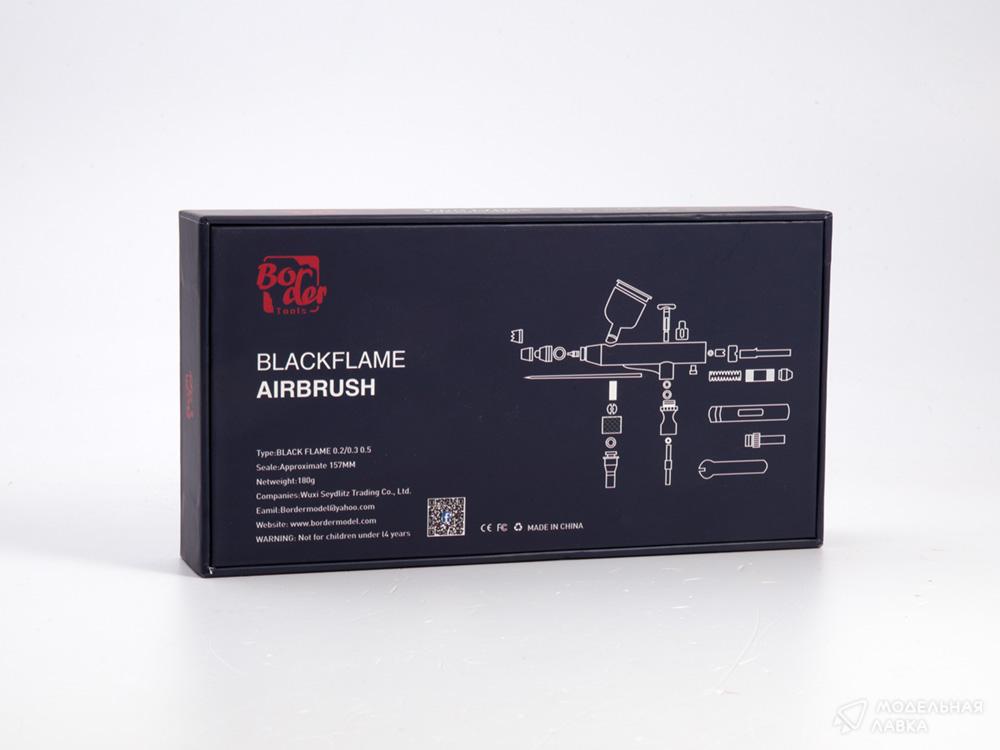 Border
Tools
BLACKFLAME
AIRBRUSH
Type:BLACK FLAME 0.2/0.3 0.5
Seale:Approximate 157MM
Netweight:180g
Companies:Wuxi Seydlitz Trading Co., Ltd.
Eamil:Bordermodel@yahoo.com
Website: www.bordermodel.com
WARNING: Not for children under l4 years
CE FC MADE IN CHINA
МОДЕЛЬНАЯ
ЛАВКА